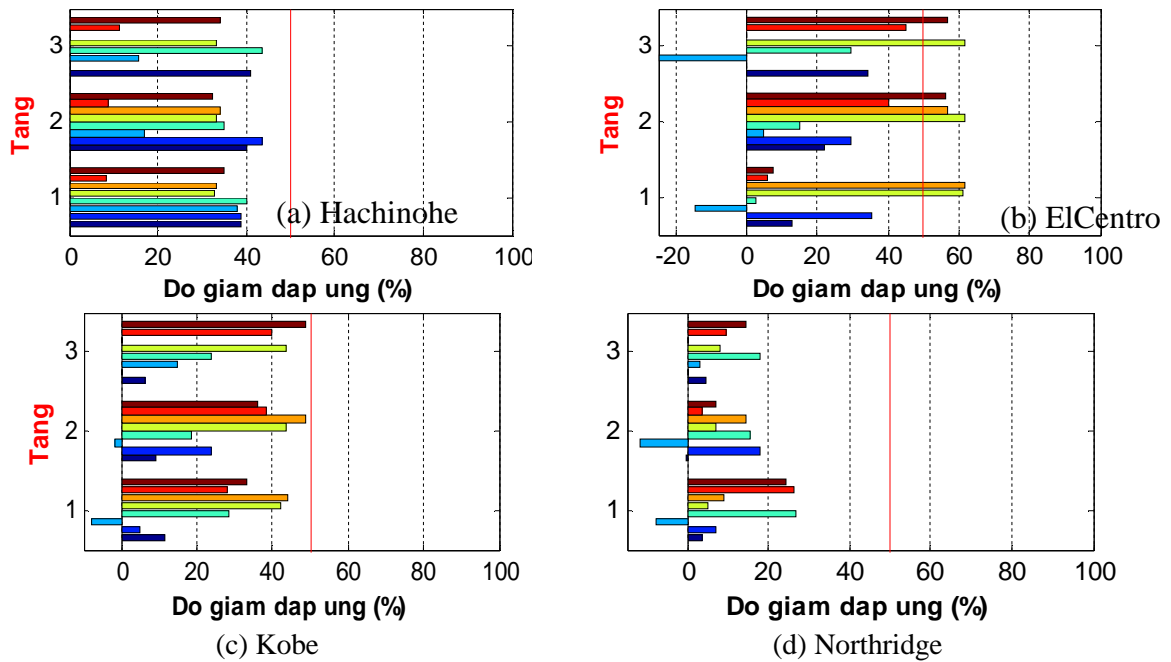 3
2
1
Tang
(a) Hachinohe
0 20 40 60 80 100
Do giam dap ung (%)
3
2
1
Tang
(b) ElCentro
-20 0 20 40 60 80 100
Do giam dap ung (%)
3
2
1
Tang
0 20 40 60 80 100
Do giam dap ung (%)
(c) Kobe
3
2
1
0 20 40 60 80 100
Do giam dap ung (%)
(d) Northridge